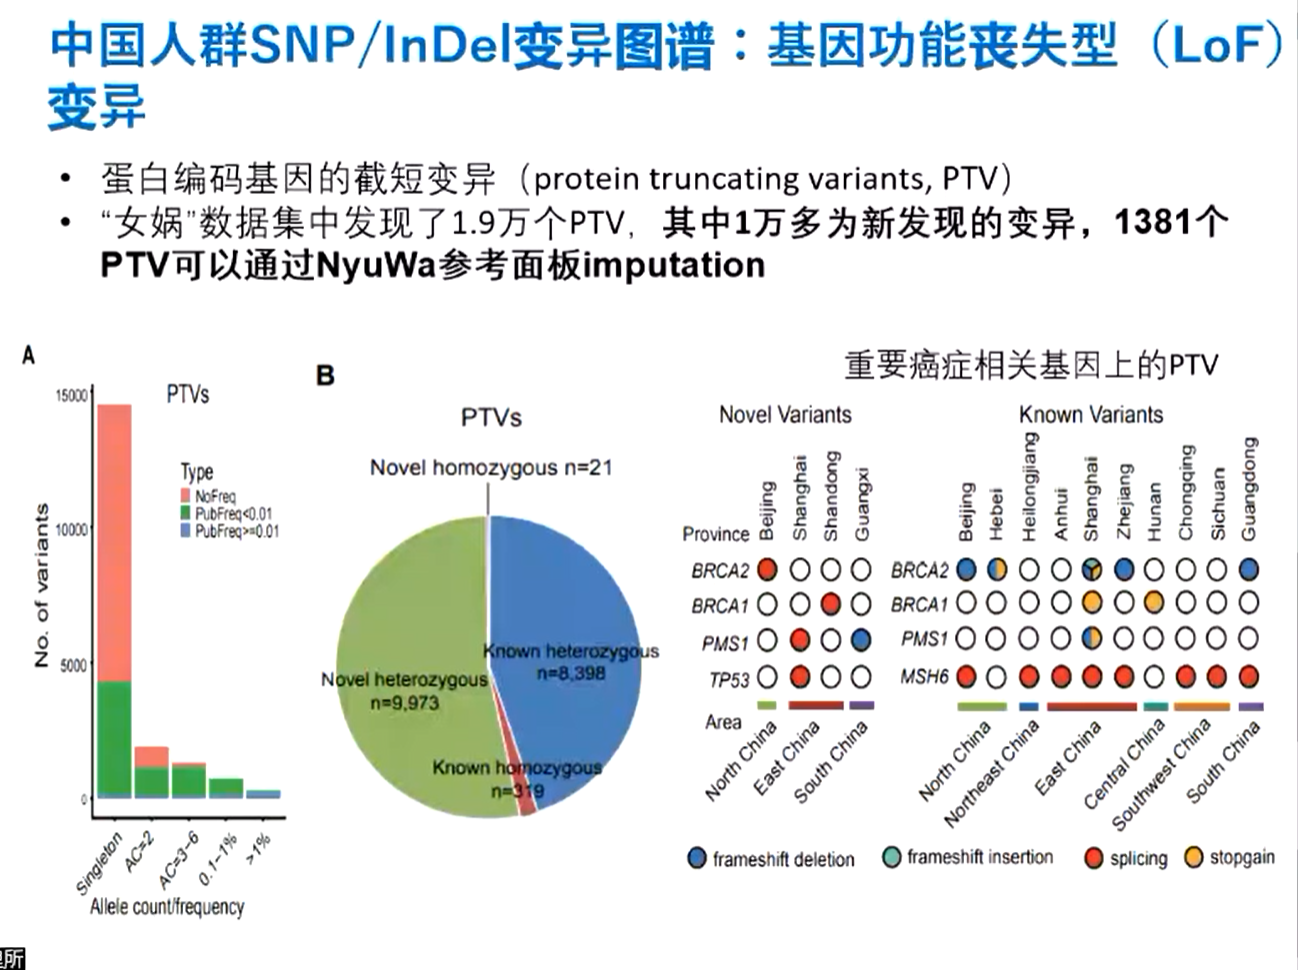 中国人群SNP/InDel变异图谱：基因功能丧失型（LoF）
变异
• 蛋白编码基因的截短变异（protein truncating variants, PTV）
• “女娲”数据集中发现了1.9万个PTV，其中1万多为新发现的变异，1381个
PTV可以通过NyuWa参考面板imputation
A
PTVs
15000
10000
5000
0
No. of variants
Type
NoFreq
PubFreq<0.01
PubFreq>=0.01
Singleton
AC=2
AC=3–6
0.1–1%
>1%
Allele count/frequency
B
PTVs
Novel homozygous n=21
Known heterozygous
n=8,398
Novel heterozygous
n=9,973
Known homozygous
n=319
重要癌症相关基因上的PTV
Novel Variants
Province
Beijing
Shanghai
Shandong
Guangxi
BRCA2
BRCA1
PMS1
TP53
Area
North China
East China
South China
Known Variants
Beijing
Hebei
Heilongjiang
Anhui
Shanghai
Zhejiang
Hunan
Chongqing
Sichuan
Guangdong
BRCA2
BRCA1
PMS1
MSH6
North China
Northeast China
East China
Central China
Southwest China
South China
frameshift deletion
frameshift insertion
splicing
stopgain
所